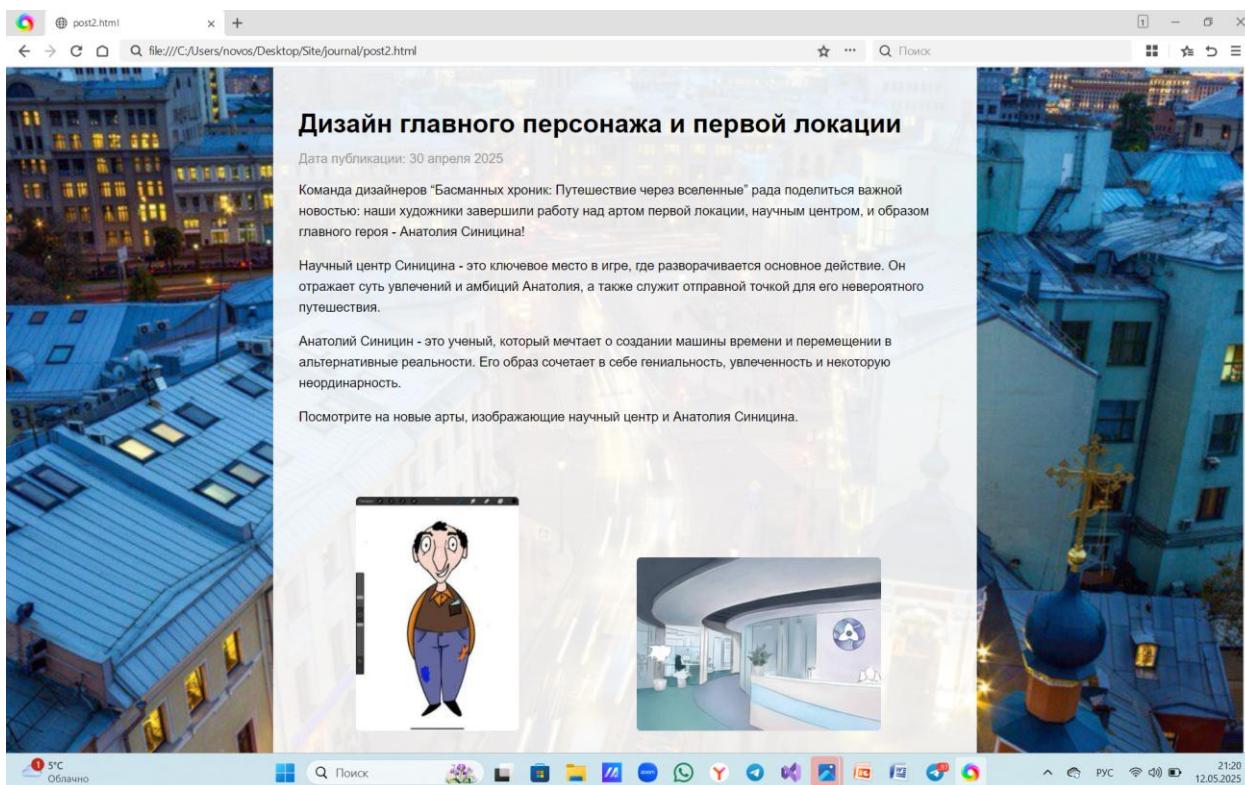 post2.html
1
file:///C:/Users/novos/Desktop/Site/journal/post2.html
Поиск
Дизайн главного персонажа и первой локации
Дата публикации: 30 апреля 2025
Команда дизайнеров “Басманных хроник: Путешествие через вселенные” рада поделиться важной
новостью: наши художники завершили работу над артом первой локации, научным центром, и образом
главного героя - Анатолия Синицина!
Научный центр Синицина - это ключевое место в игре, где разворачивается основное действие. Он
отражает суть увлечений и амбиций Анатолия, а также служит отправной точкой для его невероятного
путешествия.
Анатолий Синицин - это ученый, который мечтает о создании машины времени и перемещении в
альтернативные реальности. Его образ сочетает в себе гениальность, увлеченность и некоторую
неординарность.
Посмотрите на новые арты, изображающие научный центр и Анатолия Синицина.
1
5°C
Облачно
Поиск
zoom
РУС
21:20
12.05.2025